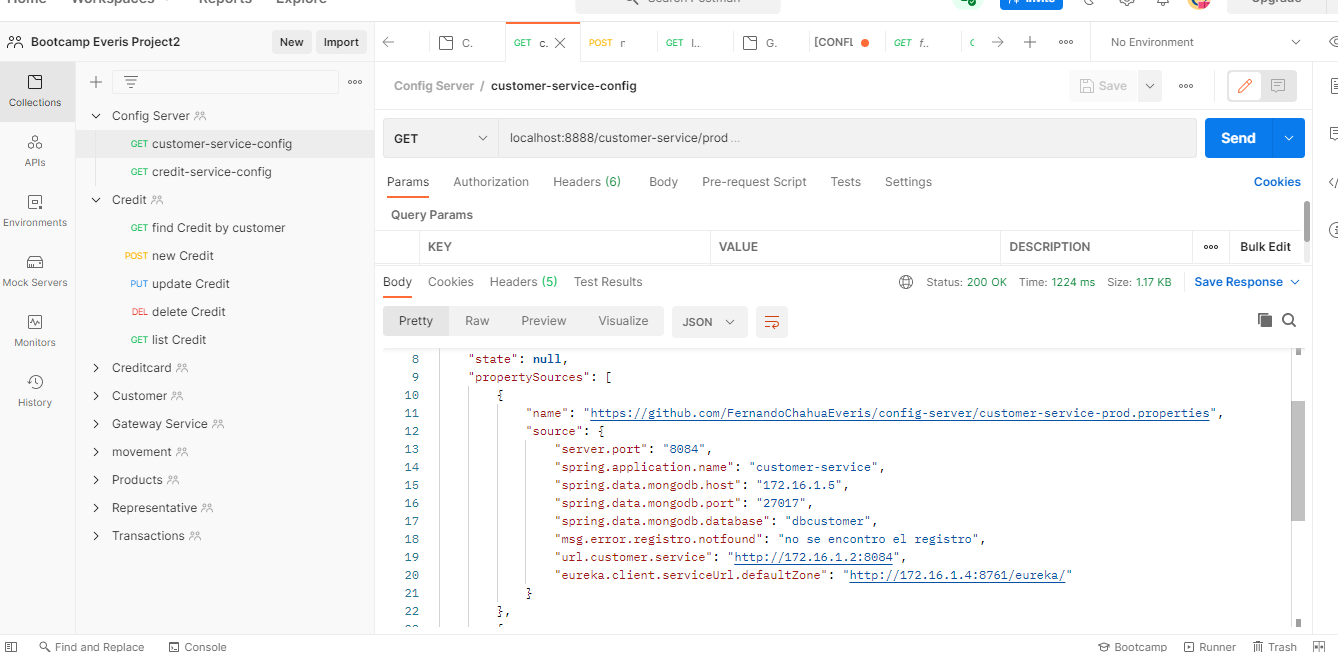 Home Workspaces Reports Explore Search Postman Invite Upgrade
Bootcamp Everis Project2 New Import
C. GET c. POST GET I... G. [CONFL GET f.. No Environment
Collections
APIs
Environments
Mock Servers
Monitors
History
Config Server
GET customer-service-config
GET credit-service-config
Credit
GET find Credit by customer
POST new Credit
PUT update Credit
DEL delete Credit
GET list Credit
Creditcard
Customer
Gateway Service
movement
Products
Representative
Transactions
Config Server / customer-service-config Save
GET localhost:8888/customer-service/prod ... Send
Params Authorization Headers (6) Body Pre-request Script Tests Settings Cookies
Query Params
KEY VALUE DESCRIPTION Bulk Edit
Body Cookies Headers (5) Test Results Status: 200 OK Time: 1224 ms Size: 1.17 KB Save Response
Pretty Raw Preview Visualize JSON
8 "state": null,
9 "propertySources": [
10 {
11 "name": "https://github.com/FernandoChahuaEveris/config-server/customer-service-prod.properties",
12 "source": {
13 "server.port": "8084",
14 "spring.application.name": "customer-service",
15 "spring.data.mongodb.host": "172.16.1.5",
16 "spring.data.mongodb.port": "27017",
17 "spring.data.mongodb.database": "dbcustomer",
18 "msg.error.registro.notfound": "no se encontro el registro",
19 "url.customer.service": "http://172.16.1.2:8084",
20 "eureka.client.serviceUrl.defaultZone": "http://172.16.1.4:8761/eureka/"
21 }
22 },
Find and Replace Console Bootcamp Runner Trash